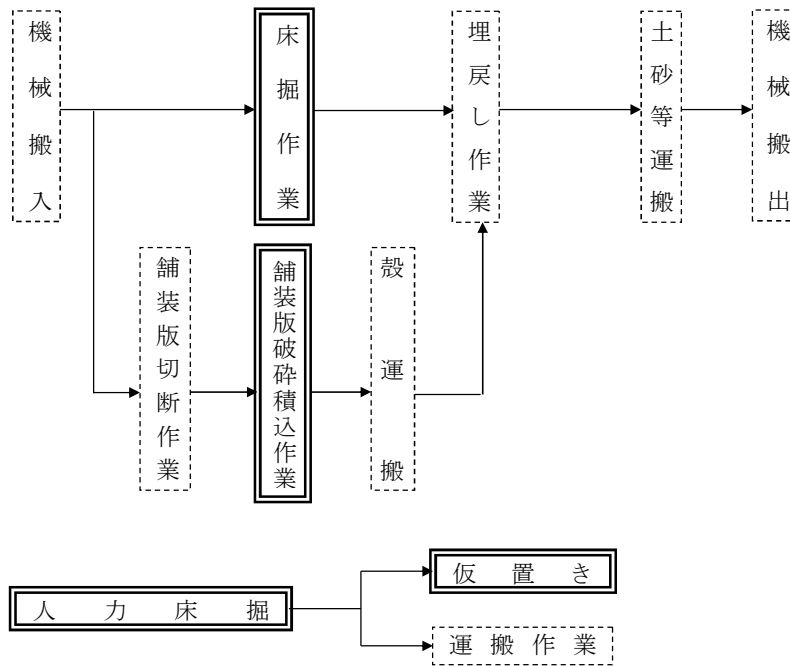 機械搬入
床掘作業
埋戻し作業
土砂等運搬
機械搬出
舗装版切断作業
舗装版破砕積込作業
殻運搬
人力床掘
仮置き
運搬作業